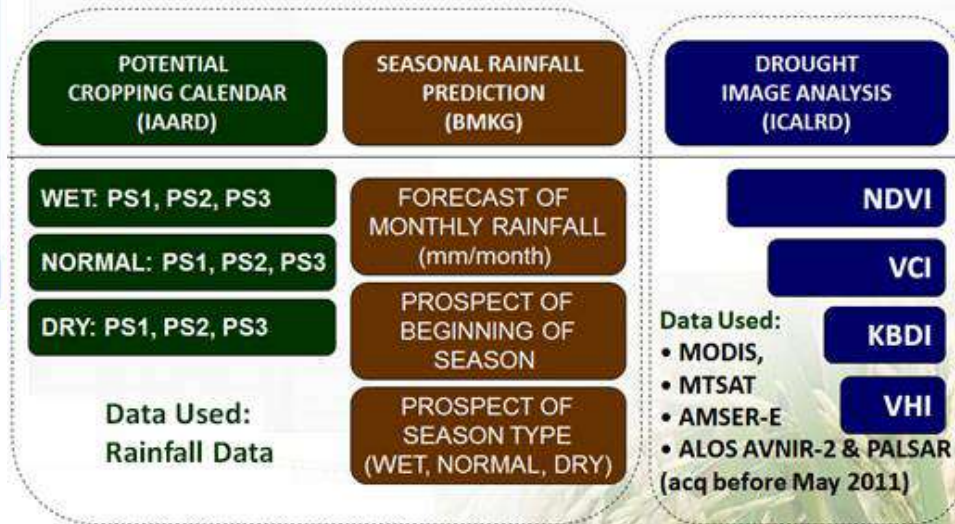 POTENTIAL
CROPPING CALENDAR
(IAARD)
SEASONAL RAINFALL
PREDICTION
(BMKG)
DROUGHT
IMAGE ANALYSIS
(ICALRD)
WET: PS1, PS2, PS3
NORMAL: PS1, PS2, PS3
DRY: PS1, PS2, PS3
Data Used:
Rainfall Data
FORECAST OF
MONTHLY RAINFALL
(mm/month)
PROSPECT OF
BEGINNING OF
SEASON
PROSPECT OF
SEASON TYPE
(WET, NORMAL, DRY)
NDVI
VCI
KBDI
VHI
Data Used:
• MODIS,
• MTSAT
• AMSER-E
• ALOS AVNIR-2 & PALSAR
(acq before May 2011)